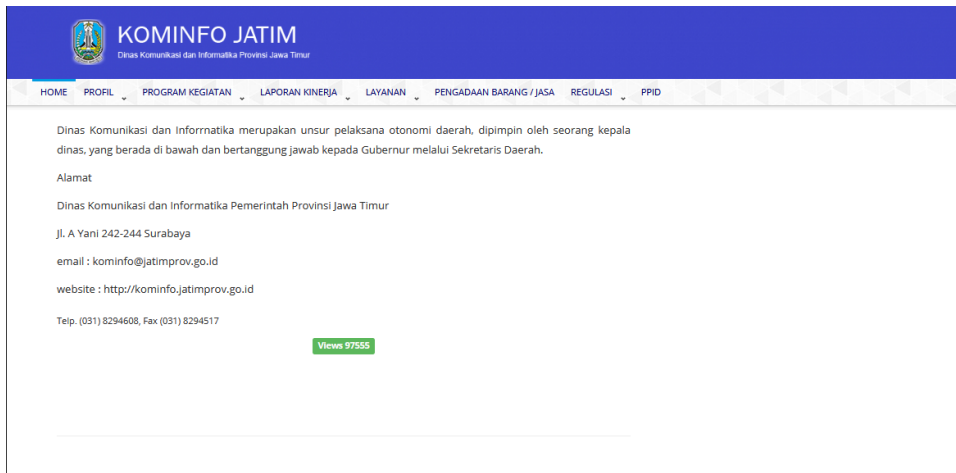 KOMINFO JATIM
Dinas Komunikasi dan Informatika Provinsi Jawa Timur
HOME PROFIL PROGRAM KEGIATAN LAPORAN KINERJA LAYANAN PENGADAAN BARANG / JASA REGULASI PPID
Dinas Komunikasi dan Inforrnatika merupakan unsur pelaksana otonomi daerah, dipimpin oleh seorang kepala
dinas, yang berada di bawah dan bertanggung jawab kepada Gubernur melalui Sekretaris Daerah.
Alamat
Dinas Komunikasi dan Informatika Pemerintah Provinsi Jawa Timur
Jl. A Yani 242-244 Surabaya
email : kominfo@jatimprov.go.id
website : http://kominfo.jatimprov.go.id
Telp. (031) 8294608, Fax (031) 8294517
Views 97555